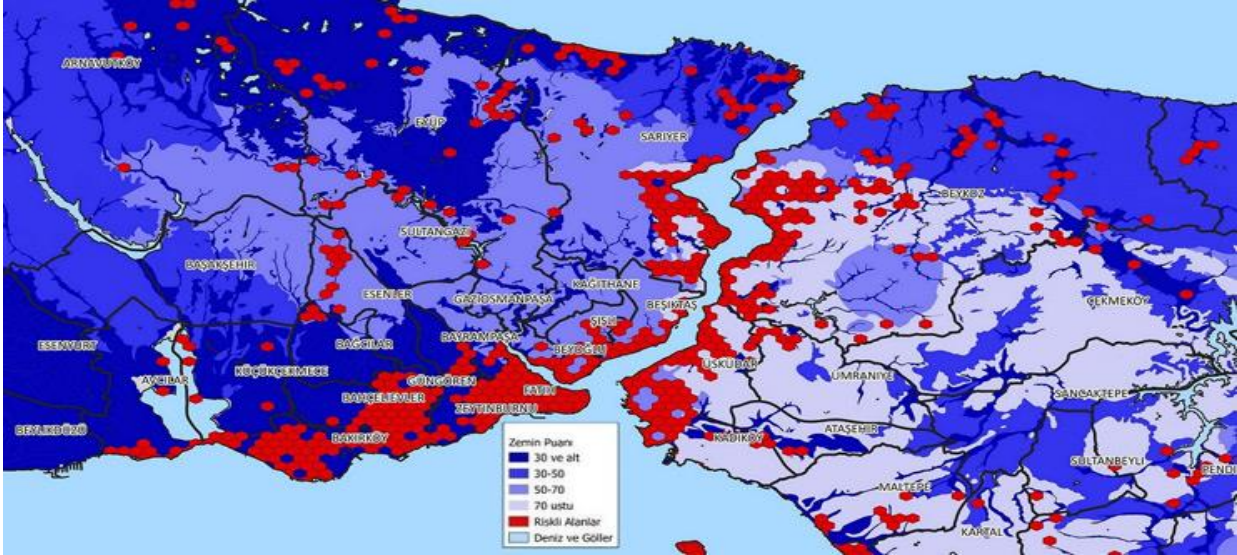 ARNAVUTKÖY
EYÜP
SARIYER
BEYKOZ
SULTANGAZİ
BAŞAKŞEHİR
ESENLER
GAZİOSMANPAŞA
KAĞITHANE
BEŞİKTAŞ
ÇEKMEKÖY
ESENYURT
BAĞCILAR
BAYRAMPAŞA
ŞİŞLİ
BEYOĞLU
ÜSKÜDAR
ÜMRANİYE
AVCILAR
KÜÇÜKÇEKMECE
GÜNGÖREN
BAHÇELİEVLER
FATİH
ZEYTİNBURNU
SANCAKTEPE
BEYLİKDÜZÜ
BAKIRKÖY
KADIKÖY
ATAŞEHİR
SULTANBEYLİ
PENDİ
MALTEPE
KARTAL
Zemin Puanı
30 ve alt
30-50
50-70
70 ustu
Riskli Alanlar
Deniz ve Göller